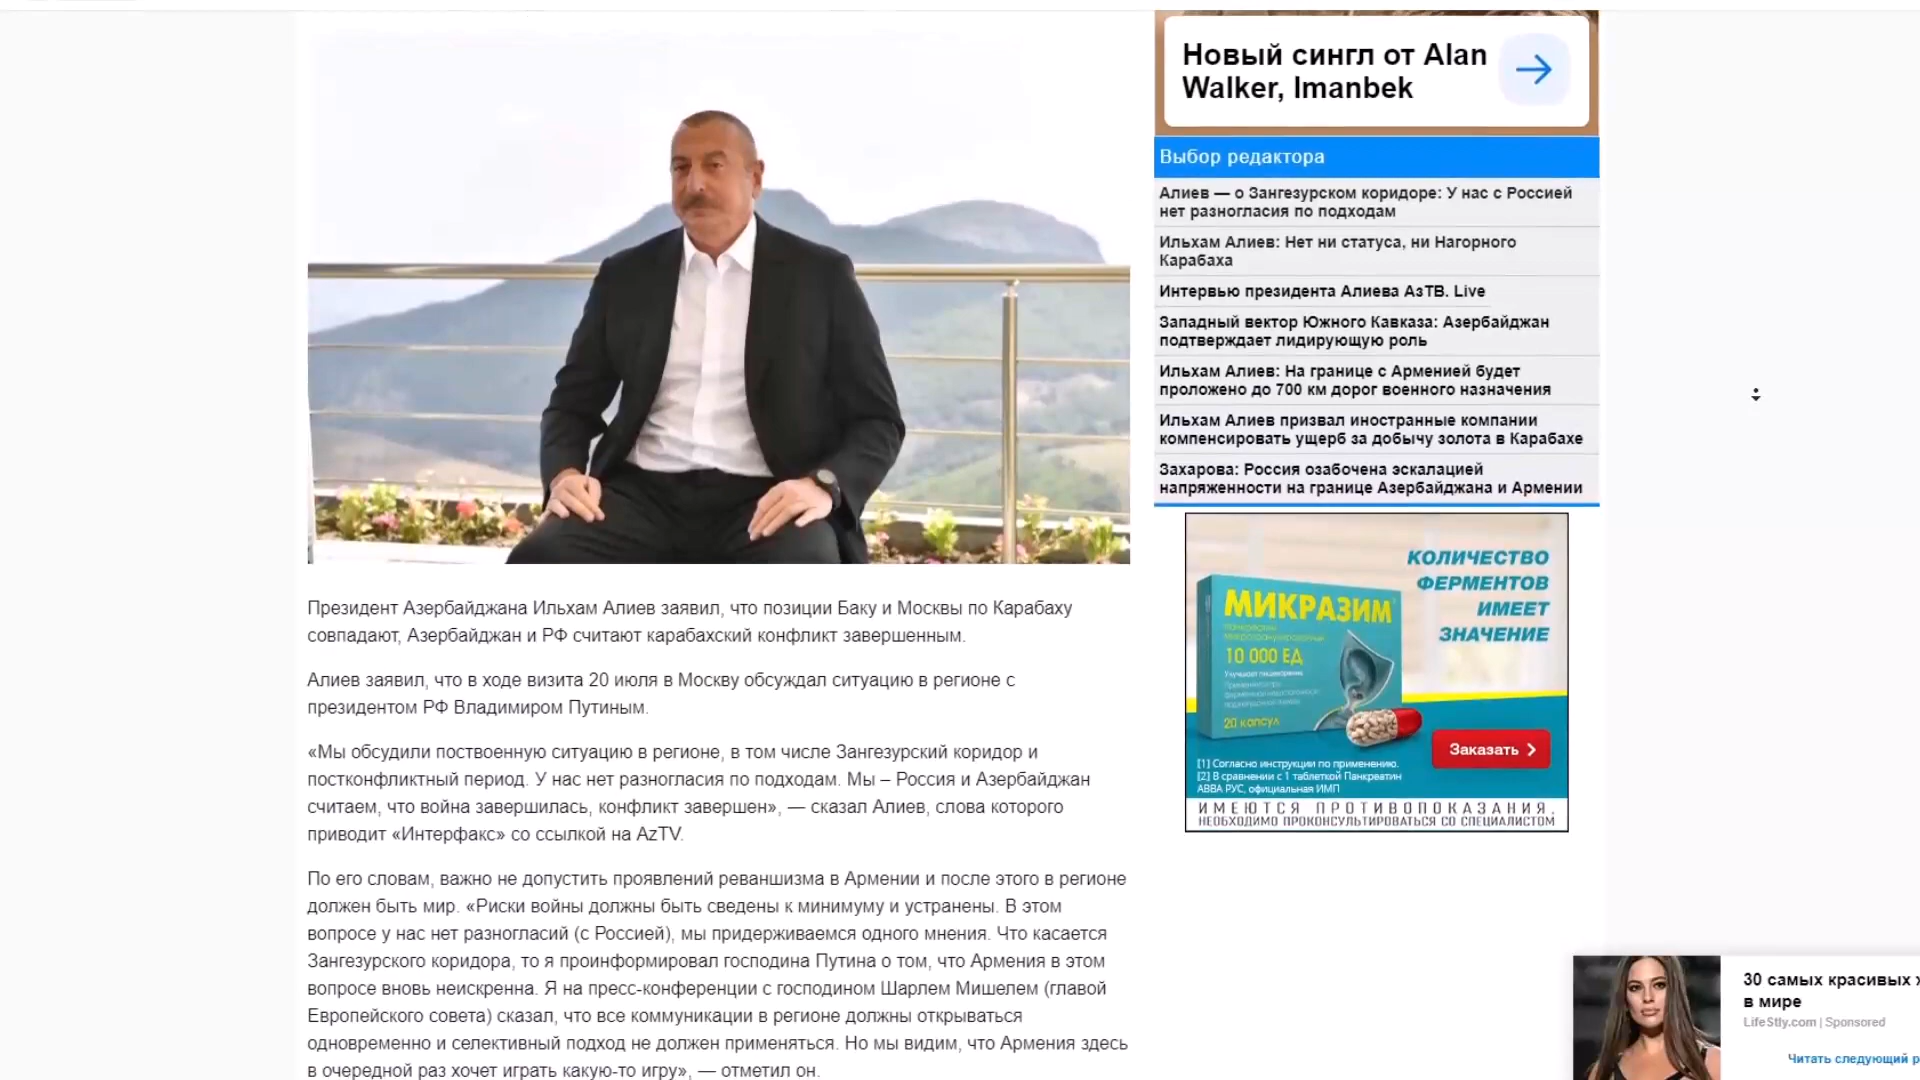 Новый сингл от Alan
Walker, Imanbek
Выбор редактора
Алиев — о Зангезурском коридоре: У нас с Россией
нет разногласия по подходам
Ильхам Алиев: Нет ни статуса, ни Нагорного
Карабаха
Интервью президента Алиева АзТВ. Live
Западный вектор Южного Кавказа: Азербайджан
подтверждает лидирующую роль
Ильхам Алиев: На границе с Арменией будет
проложено до 700 км дорог военного назначения
Ильхам Алиев призвал иностранные компании
компенсировать ущерб за добычу золота в Карабахе
Захарова: Россия озабочена эскалацией
напряженности на границе Азербайджана и Армении
КОЛИЧЕСТВО
ФЕРМЕНТОВ
ИМЕЕТ
ЗНАЧЕНИЕ
МИКРАЗИМ
10 000 ЕД
Улучшает пищеварение
20 капсул
Заказать
[1] Согласно инструкции по применению.
[2] В сравнении с 1 таблеткой Панкреатин
АВВА РУС, официальная ИМП
ИМЕЮТСЯ ПРОТИВОПОКАЗАНИЯ,
НЕОБХОДИМО ПРОКОНСУЛЬТИРОВАТЬСЯ СО СПЕЦИАЛИСТОМ
Президент Азербайджана Ильхам Алиев заявил, что позиции Баку и Москвы по Карабаху
совпадают, Азербайджан и РФ считают карабахский конфликт завершенным.
Алиев заявил, что в ходе визита 20 июля в Москву обсуждал ситуацию в регионе с
президентом РФ Владимиром Путиным.
«Мы обсудили поствоенную ситуацию в регионе, в том числе Зангезурский коридор и
постконфликтный период. У нас нет разногласия по подходам. Мы – Россия и Азербайджан
считаем, что война завершилась, конфликт завершен», — сказал Алиев, слова которого
приводит «Интерфакс» со ссылкой на AzTV.
По его словам, важно не допустить проявлений реваншизма в Армении и после этого в регионе
должен быть мир. «Риски войны должны быть сведены к минимуму и устранены. В этом
вопросе у нас нет разногласий (с Россией), мы придерживаемся одного мнения. Что касается
Зангезурского коридора, то я проинформировал господина Путина о том, что Армения в этом
вопросе вновь неискренна. Я на пресс-конференции с господином Шарлем Мишелем (главой
Европейского совета) сказал, что все коммуникации в регионе должны открываться
одновременно и селективный подход не должен применяться. Но мы видим, что Армения здесь
в очередной раз хочет играть какую-то игру», — отметил он.
30 самых красивых
в мире
LifeStly.com | Sponsored
Читать следующий